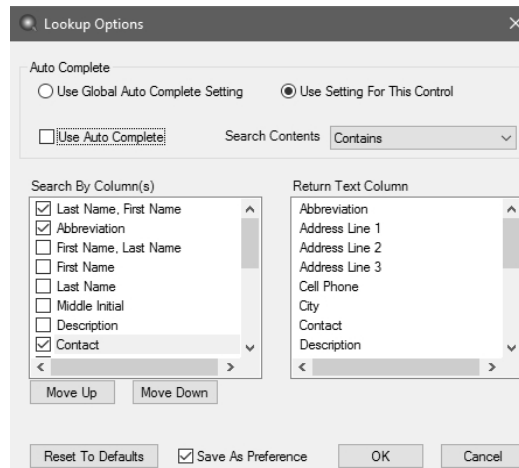 Lookup Options
Auto Complete
Use Global Auto Complete Setting
Use Setting For This Control
Use Auto Complete
Search Contents
Contains
Search By Column(s)
Return Text Column
Last Name, First Name
Abbreviation
First Name, Last Name
First Name
Last Name
Middle Initial
Description
Contact
Abbreviation
Address Line 1
Address Line 2
Address Line 3
Cell Phone
City
Contact
Description
Move Up
Move Down
Reset To Defaults
Save As Preference
OK
Cancel